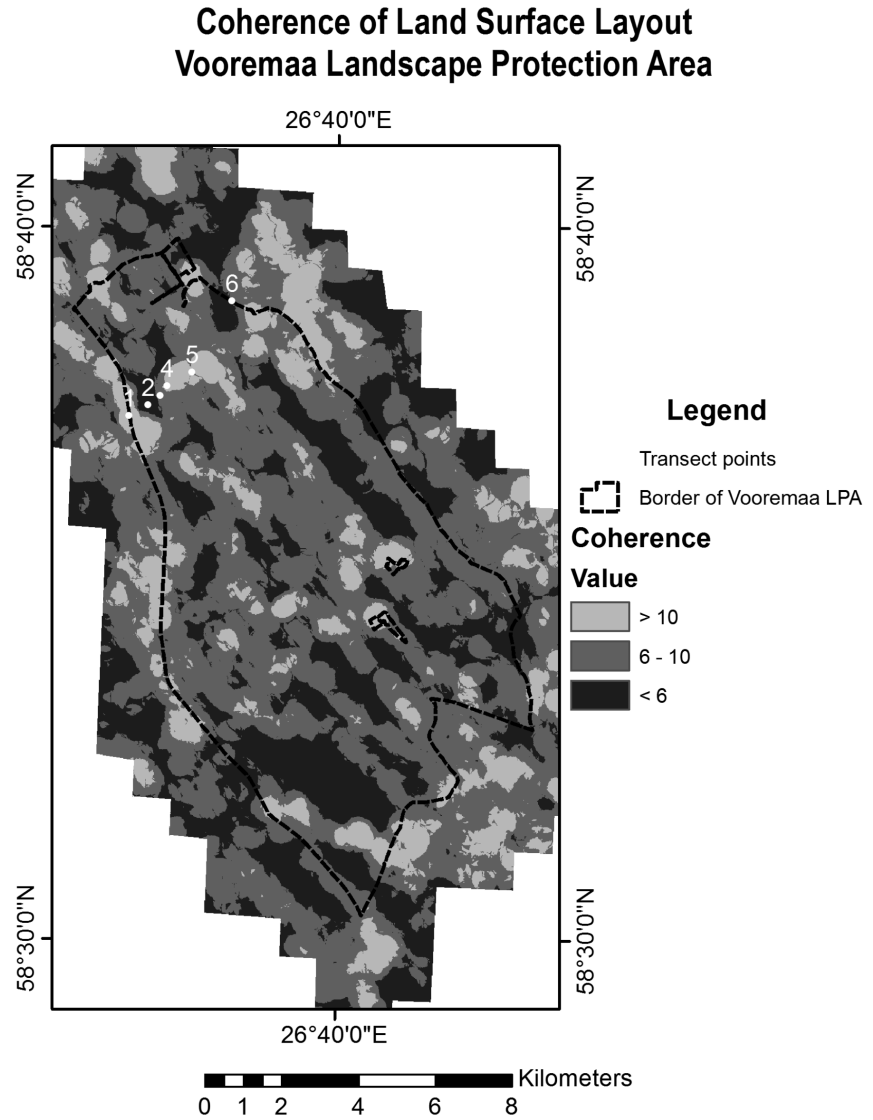 Coherence of Land Surface Layout
Vooremaa Landscape Protection Area
26°40'0"E
58°40'0"N
58°40'0"N
6
5
4
2
Legend
Transect points
Border of Vooremaa LPA
Coherence
Value
> 10
6 - 10
< 6
58°30'0"N
58°30'0"N
26°40'0"E
Kilometers
0 1 2 4 6 8